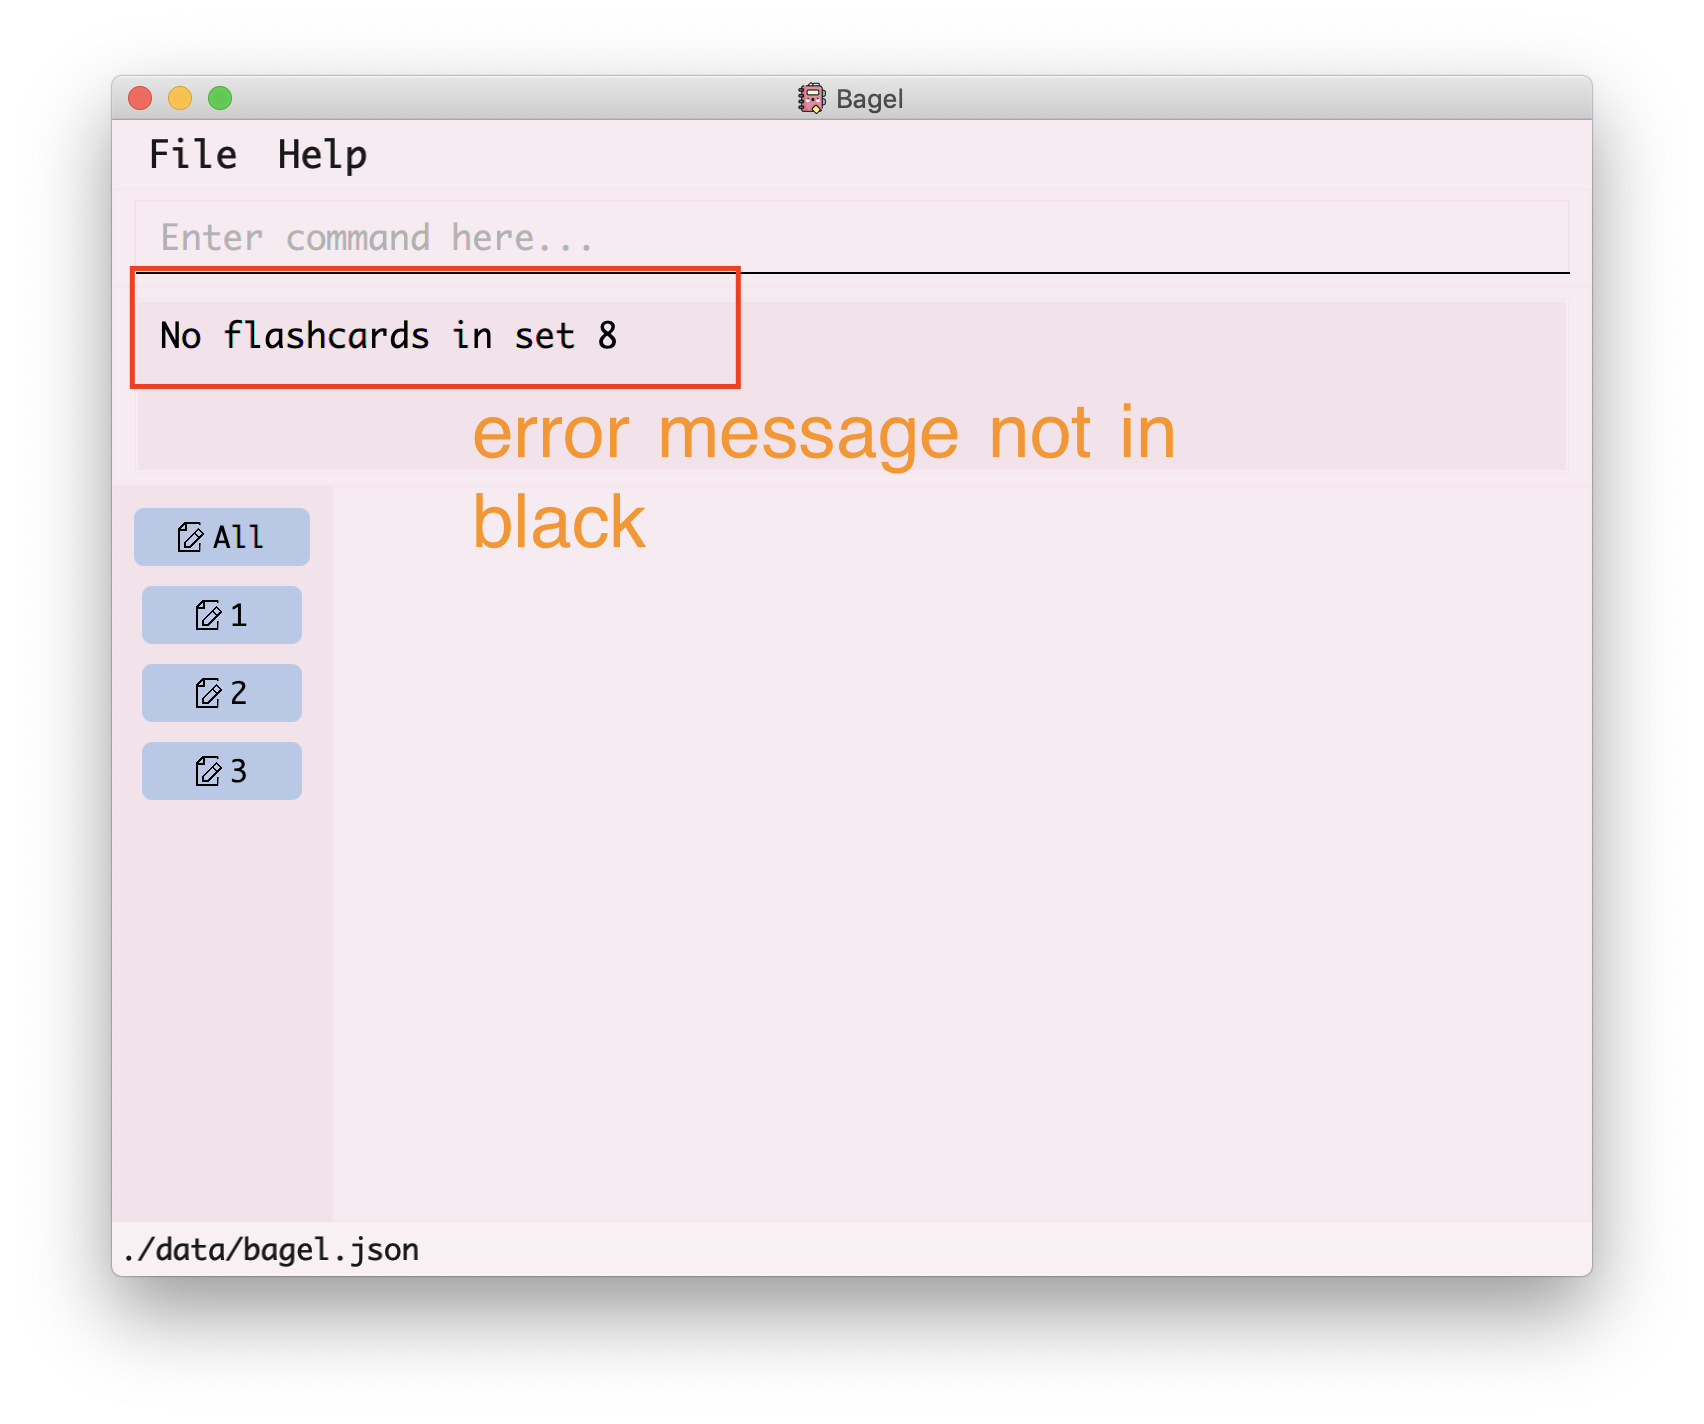 Bagel
File Help
Enter command here...
No flashcards in set 8
error message not in
black
All
1
2
3
./data/bagel.json